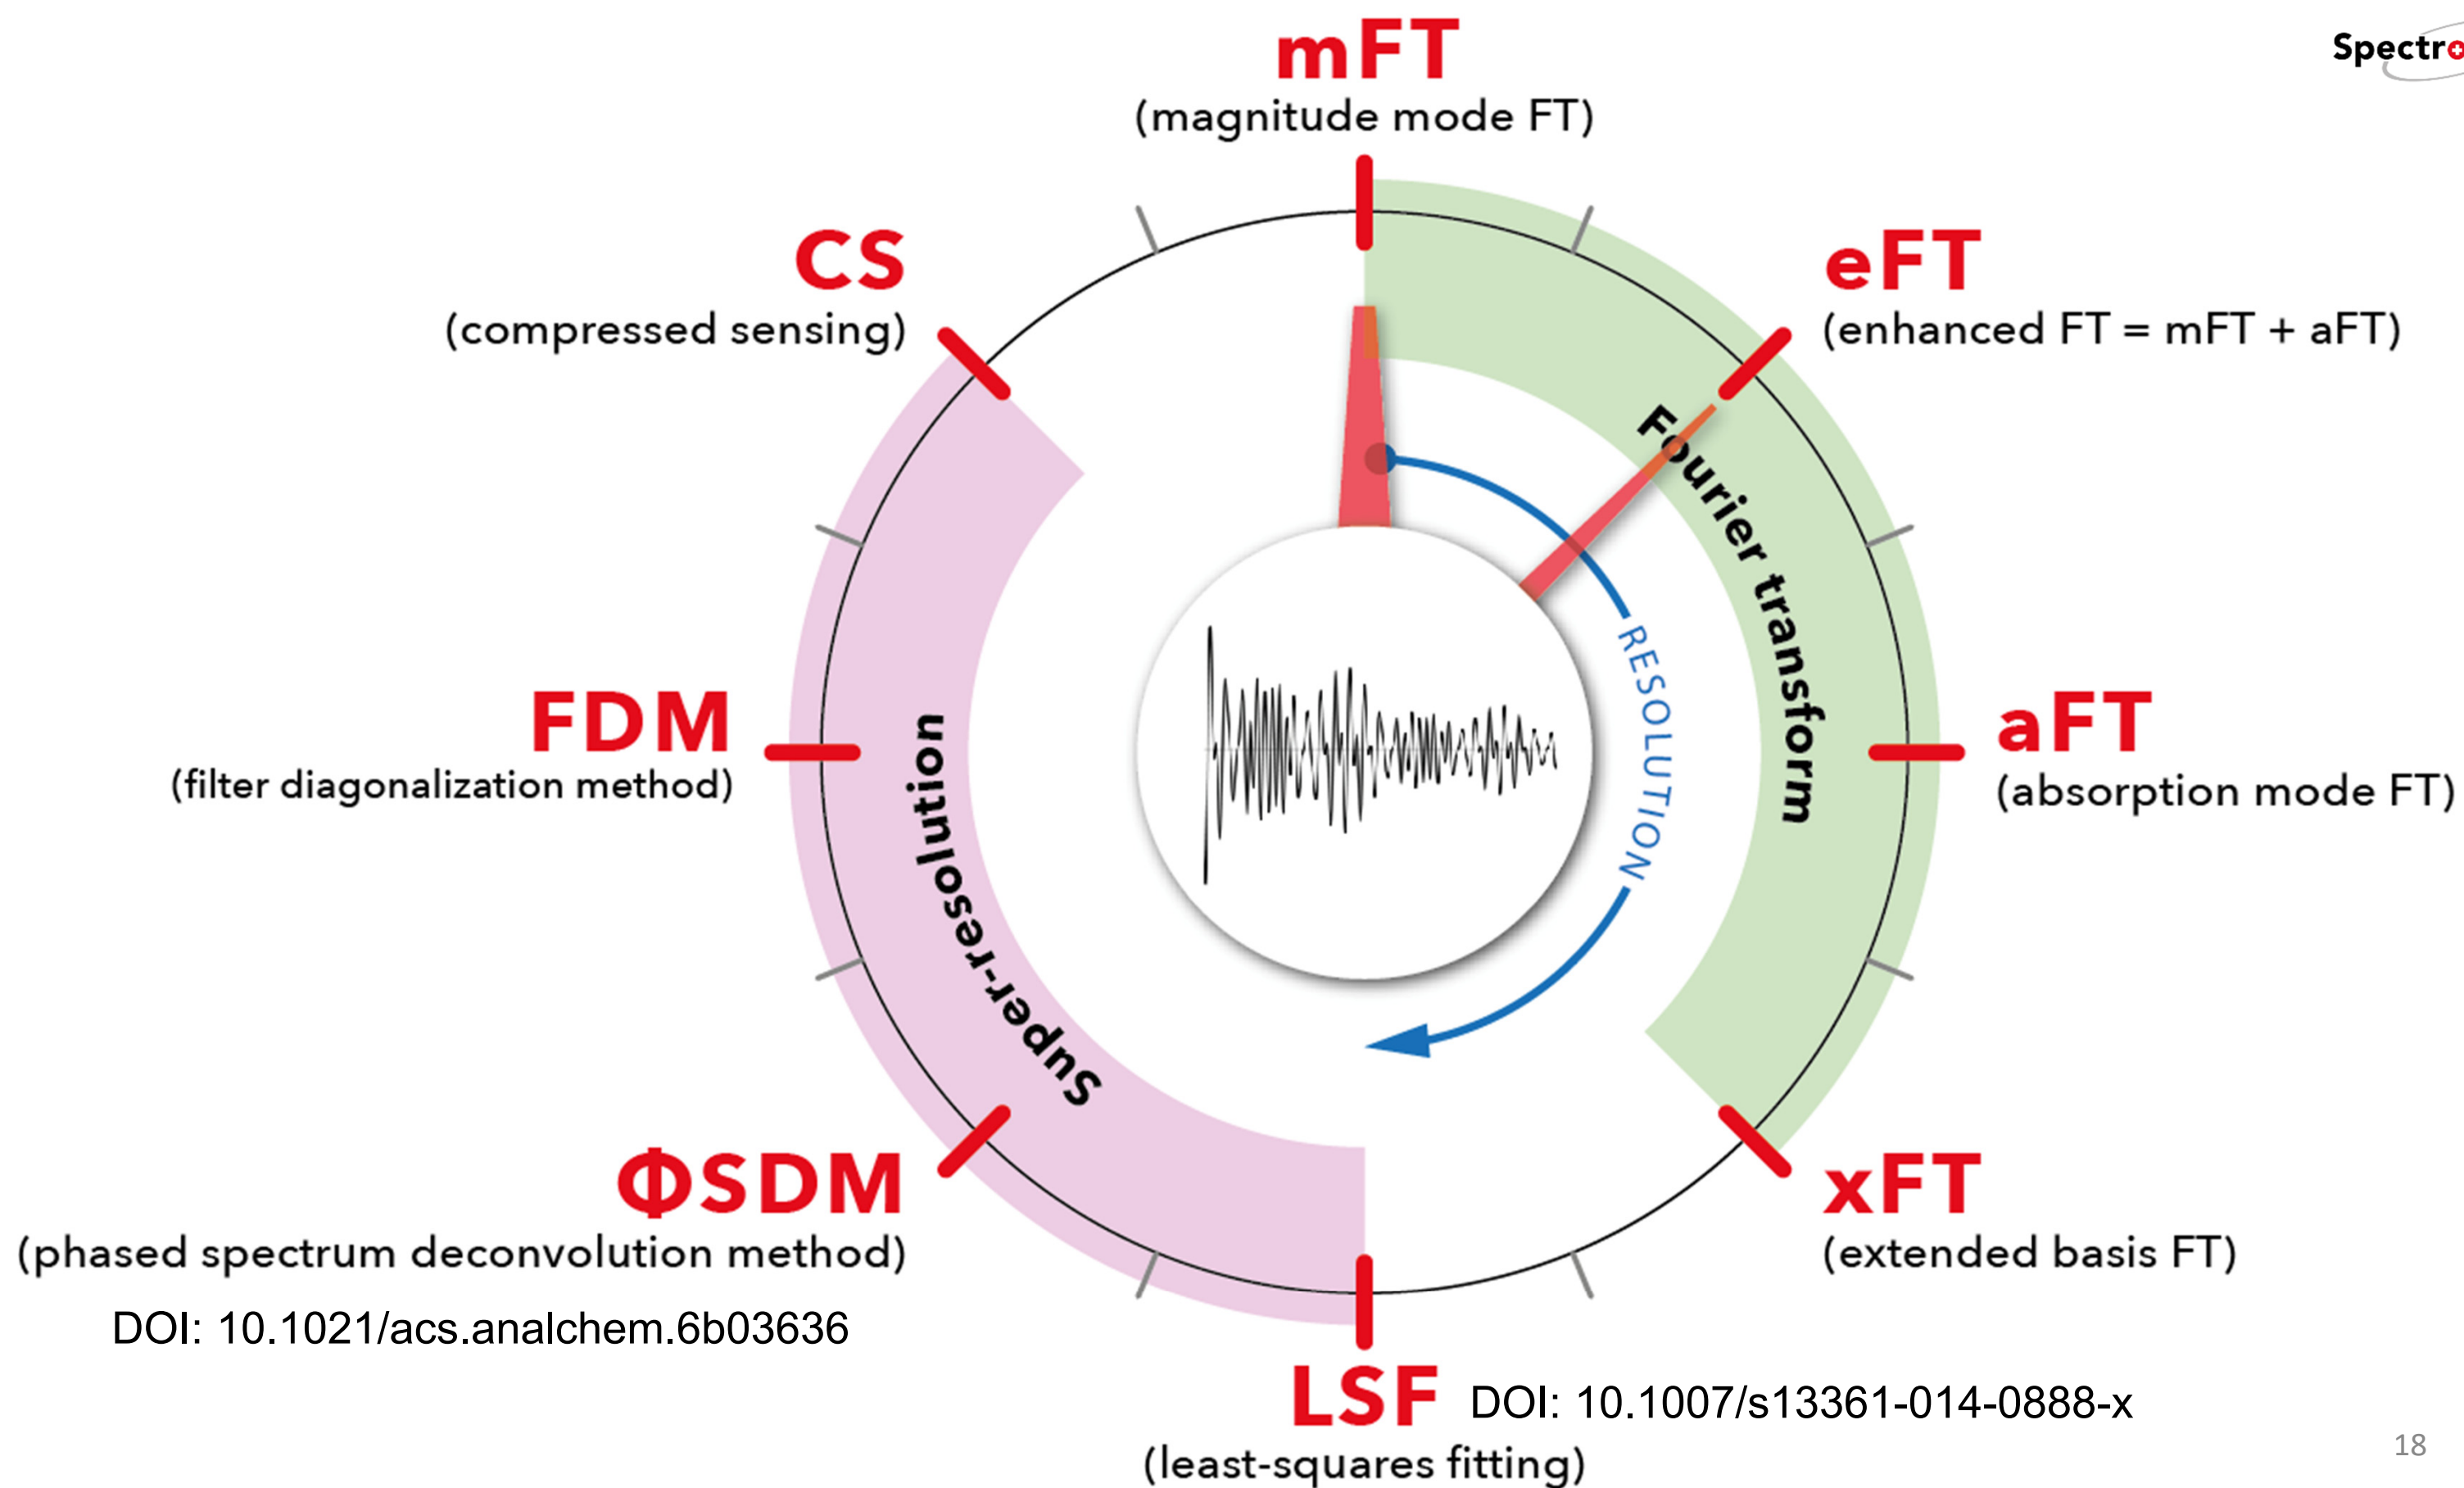 mFT
(magnitude mode FT)
Spectro
CS
(compressed sensing)
eFT
(enhanced FT = mFT + aFT)
Fourier transform
RESOLUTION
FDM
(filter diagonalization method)
Super-resolution
aFT
(absorption mode FT)
ΦSDM
(phased spectrum deconvolution method)
DOI: 10.1021/acs.analchem.6b03636
xFT
(extended basis FT)
LSF
DOI: 10.1007/s13361-014-0888-x
(least-squares fitting)
18